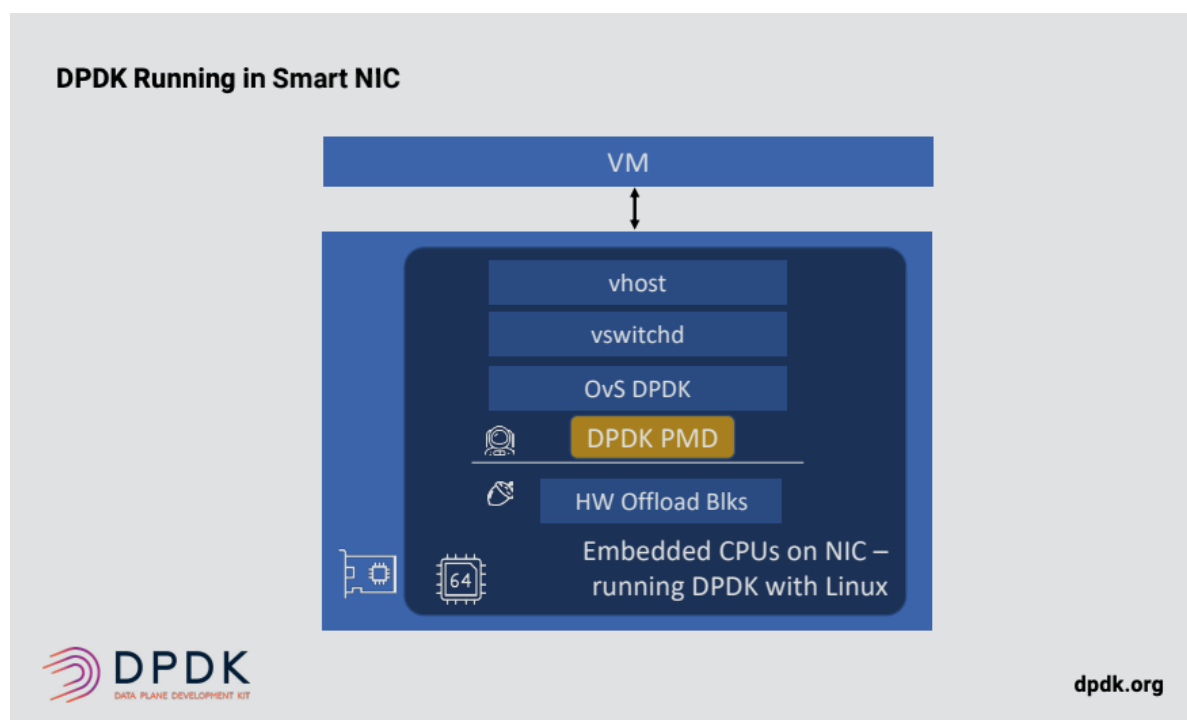 DPDK Running in Smart NIC
VM
vhost
vswitchd
OvS DPDK
DPDK PMD
HW Offload Blks
Embedded CPUs on NIC –
running DPDK with Linux
64
DPDK
DATA PLANE DEVELOPMENT KIT
dpdk.org